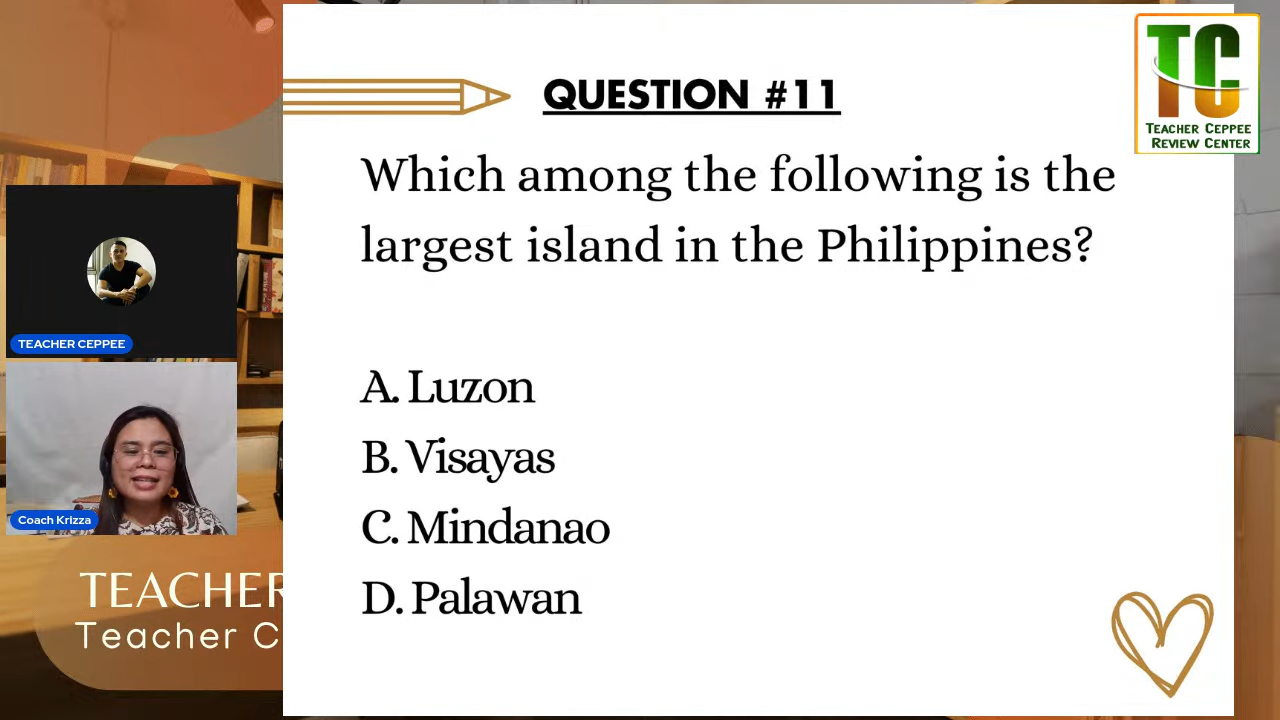 QUESTION #11
TC
TEACHER CEPPEE
REVIEW CENTER
Which among the following is the
largest island in the Philippines?
A. Luzon
B. Visayas
C. Mindanao
D. Palawan
TEACHER CEPPEE
Coach Krizza
TEACHER
Teacher C